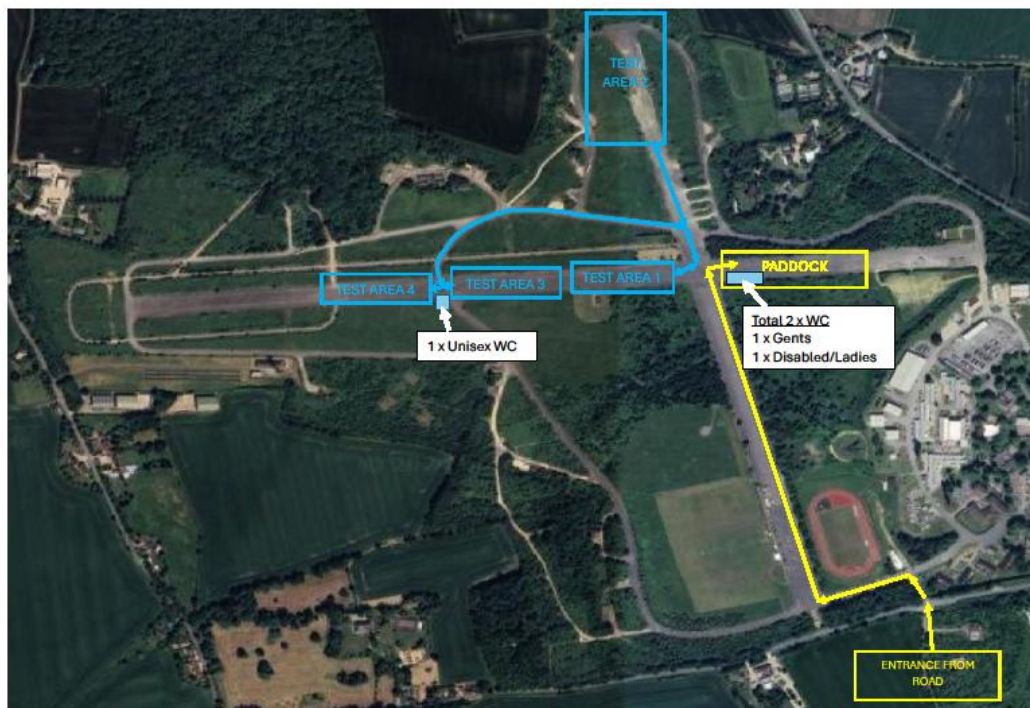 TEST
AREA 2
PADDOCK
TEST AREA 4
TEST AREA 3
TEST AREA 1
Total 2 x WC
1 x Gents
1 x Disabled/Ladies
1 x Unisex WC
ENTRANCE FROM
ROAD